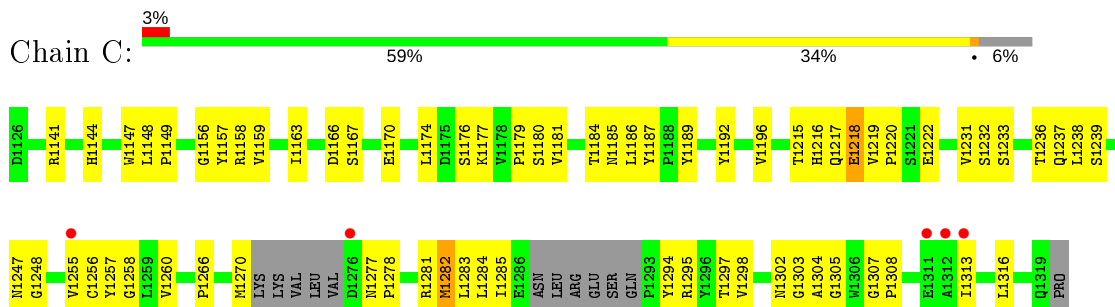 3%
Chain C:
59% 34% • 6%
D1126 R1141 H1144 W1147 L1148 P1149 G1156 Y1157 R1158 V1159 I1163 D1166 S1167 E1170 L1174 D1175 S1176 K1177 V1178 P1179 S1180 V1181 T1184 N1185 L1186 Y1187 P1188 Y1189 Y1192 V1196 T1215 H1216 Q1217 E1218 V1219 P1220 S1221 E1222 V1231 S1232 S1233 T1236 Q1237 L1238 S1239
N1247 G1248 V1255 C1256 Y1257 G1258 L1259 V1260 P1266 M1270 LYS LYS VAL LEU VAL D1276 N1277 P1278 R1281 M1282 L1283 L1284 I1285 E1286 ASN LEU ARG GLU SER GLN P1293 Y1294 R1295 Y1296 T1297 V1298 N1302 G1303 A1304 G1305 W1306 G1307 P1308 E1311 A1312 I1313 L1316 Q1319 PRO